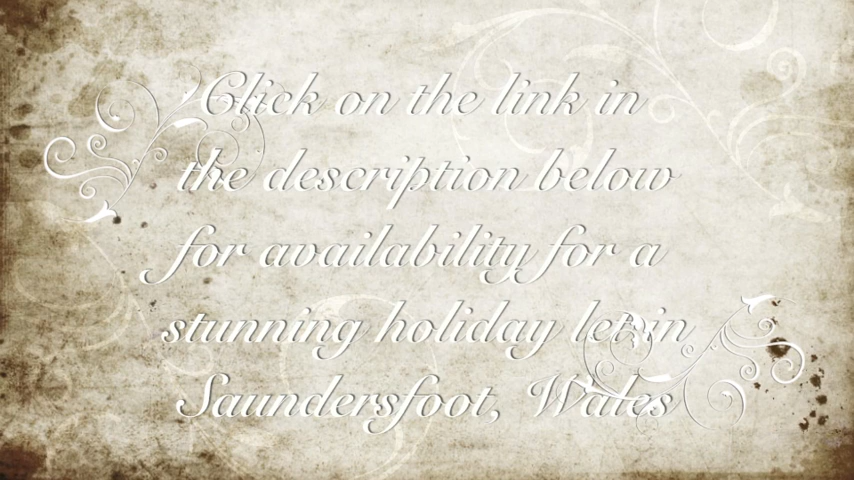 Click on the link in
the description below
for availability for a
stunning holiday let in
Saundersfoot, Wales